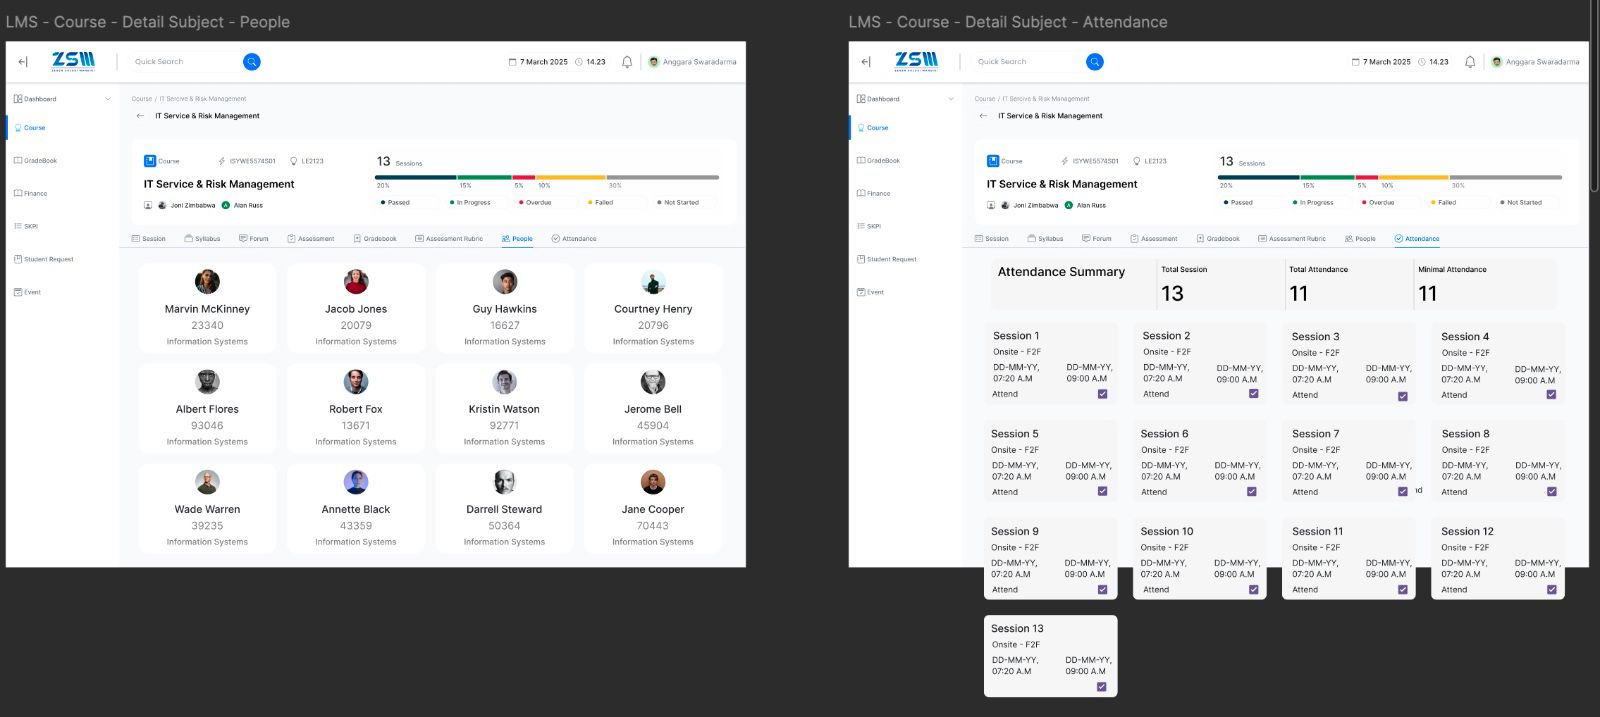 LMS - Course - Detail Subject - People
ZSM
Quick Search
7 March 2025
14.23
Anggara Swaradarma
Dashboard
Course
GradeBook
Finance
SKPI
Student Request
Event
Course / IT Sercive & Risk Management
IT Service & Risk Management
Course
ISYWE5574S01
LE2123
IT Service & Risk Management
Joni Zimbabwa
Alan Russ
13 Sessions
20% 15% 5% 10% 30%
Passed In Progress Overdue Failed Not Started
Session Syllabus Forum Assessment Gradebook Assessment Rubric People Attendance
Marvin McKinney
23340
Information Systems
Jacob Jones
20079
Information Systems
Guy Hawkins
16627
Information Systems
Courtney Henry
20796
Information Systems
Albert Flores
93046
Information Systems
Robert Fox
13671
Information Systems
Kristin Watson
92771
Information Systems
Jerome Bell
45904
Information Systems
Wade Warren
39235
Information Systems
Annette Black
43359
Information Systems
Darrell Steward
50364
Information Systems
Jane Cooper
70443
Information Systems
LMS - Course - Detail Subject - Attendance
ZSM
Quick Search
7 March 2025
14.23
Anggara Swaradarma
Dashboard
Course
GradeBook
Finance
SKPI
Student Request
Event
Course / IT Sercive & Risk Management
IT Service & Risk Management
Course
ISYWE5574S01
LE2123
IT Service & Risk Management
Joni Zimbabwa
Alan Russ
13 Sessions
20% 15% 5% 10% 30%
Passed In Progress Overdue Failed Not Started
Session Syllabus Forum Assessment Gradebook Assessment Rubric People Attendance
Attendance Summary
Total Session
13
Total Attendance
11
Minimal Attendance
11
Session 1
Onsite - F2F
DD-MM-YY, DD-MM-YY,
07:20 A.M 09:00 A.M
Attend
Session 2
Onsite - F2F
DD-MM-YY, DD-MM-YY,
07:20 A.M 09:00 A.M
Attend
Session 3
Onsite - F2F
DD-MM-YY, DD-MM-YY,
07:20 A.M 09:00 A.M
Attend
Session 4
Onsite - F2F
DD-MM-YY, DD-MM-YY,
07:20 A.M 09:00 A.M
Attend
Session 5
Onsite - F2F
DD-MM-YY, DD-MM-YY,
07:20 A.M 09:00 A.M
Attend
Session 6
Onsite - F2F
DD-MM-YY, DD-MM-YY,
07:20 A.M 09:00 A.M
Attend
Session 7
Onsite - F2F
DD-MM-YY, DD-MM-YY,
07:20 A.M 09:00 A.M
Attend
Session 8
Onsite - F2F
DD-MM-YY, DD-MM-YY,
07:20 A.M 09:00 A.M
Attend
Session 9
Onsite - F2F
DD-MM-YY, DD-MM-YY,
07:20 A.M 09:00 A.M
Attend
Session 10
Onsite - F2F
DD-MM-YY, DD-MM-YY,
07:20 A.M 09:00 A.M
Attend
Session 11
Onsite - F2F
DD-MM-YY, DD-MM-YY,
07:20 A.M 09:00 A.M
Attend
Session 12
Onsite - F2F
DD-MM-YY, DD-MM-YY,
07:20 A.M 09:00 A.M
Attend
Session 13
Onsite - F2F
DD-MM-YY, DD-MM-YY,
07:20 A.M 09:00 A.M